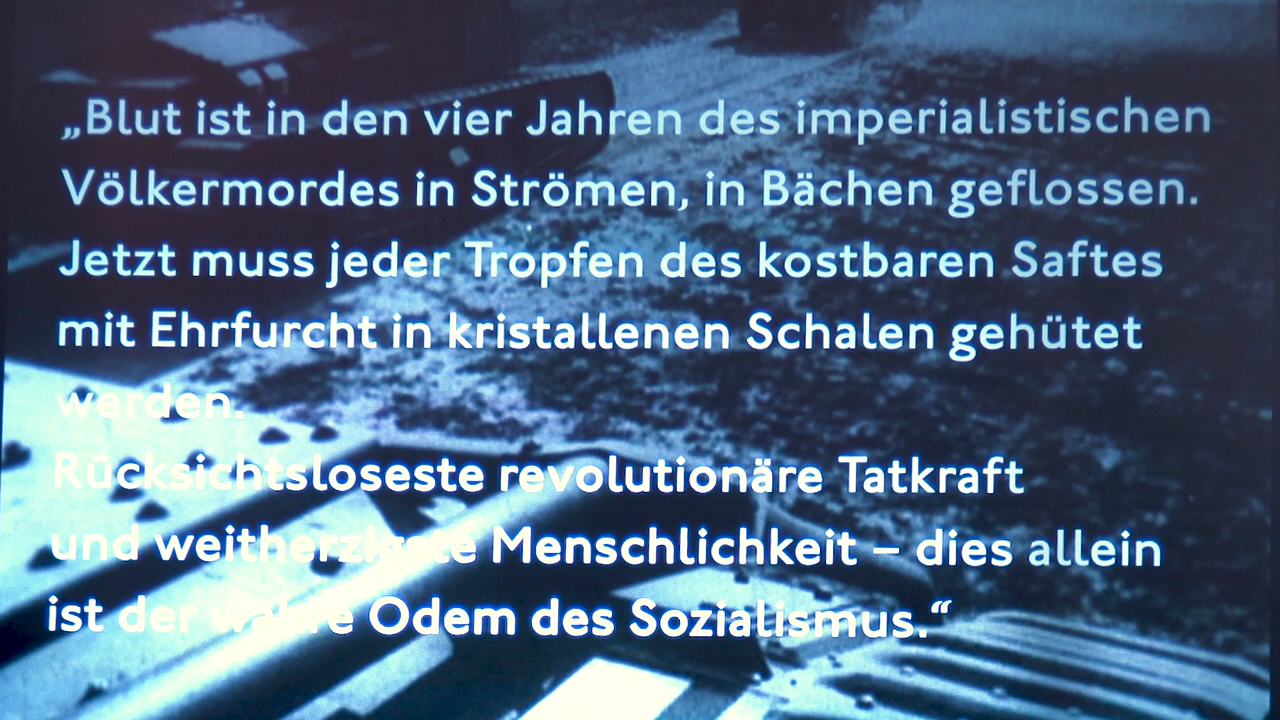 „Blut ist in den vier Jahren des imperialistischen
Völkermordes in Strömen, in Bächen geflossen.
Jetzt muss jeder Tropfen des kostbaren Saftes
mit Ehrfurcht in kristallenen Schalen gehütet
werden.
Rücksichtsloseste revolutionäre Tatkraft
und weitherzigste Menschlichkeit – dies allein
ist der wahre Odem des Sozialismus.“